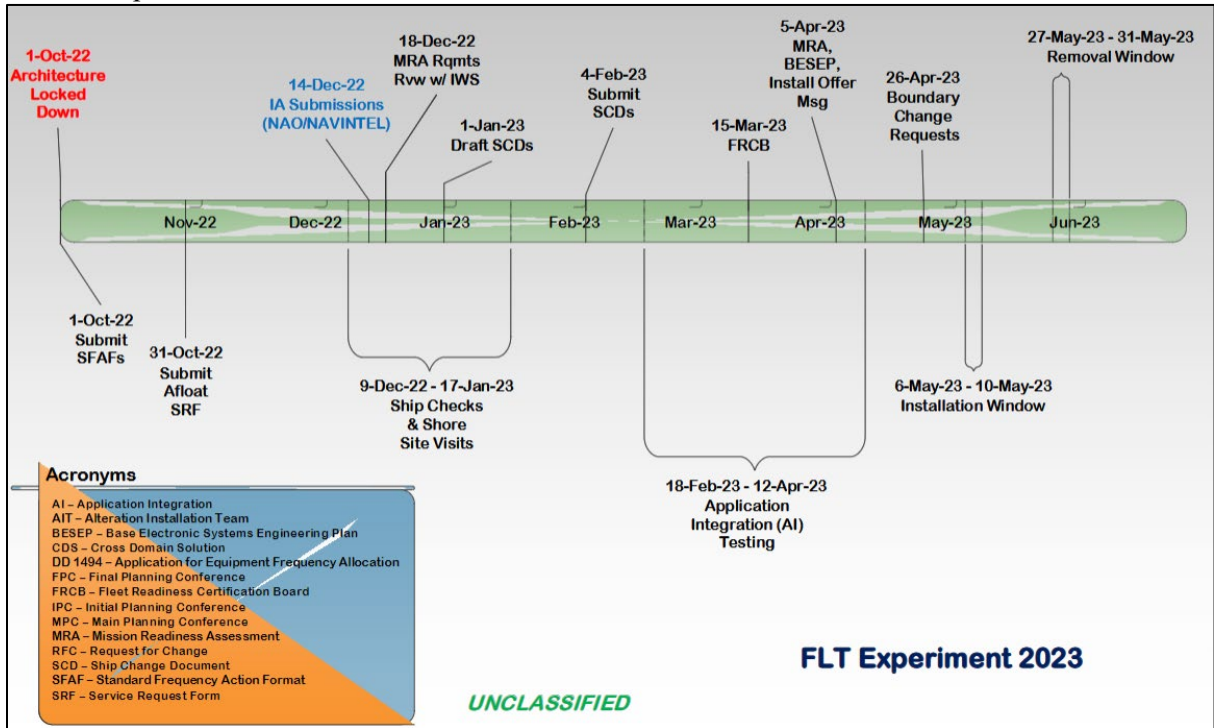 1-Oct-22
Architecture
Locked
Down
14-Dec-22
IA Submissions
(NAO/NAVINTEL)
18-Dec-22
MRA Rqmts
Rvw w/ IWS
1-Jan-23
Draft SCDs
4-Feb-23
Submit
SCDs
15-Mar-23
FRCB
5-Apr-23
MRA,
BESEP,
Install Offer
Msg
26-Apr-23
Boundary
Change
Requests
27-May-23 - 31-May-23
Removal Window
Nov-22
Dec-22
Jan-23
Feb-23
Mar-23
Apr-23
May-23
Jun-23
1-Oct-22
Submit
SFAFs
31-Oct-22
Submit
Afloat
SRF
9-Dec-22 - 17-Jan-23
Ship Checks
& Shore
Site Visits
18-Feb-23 - 12-Apr-23
Application
Integration (AI)
Testing
6-May-23 - 10-May-23
Installation Window
Acronyms
AI – Application Integration
AIT – Alteration Installation Team
BESEP – Base Electronic Systems Engineering Plan
CDS – Cross Domain Solution
DD 1494 – Application for Equipment Frequency Allocation
FPC – Final Planning Conference
FRCB – Fleet Readiness Certification Board
IPC – Initial Planning Conference
MPC – Main Planning Conference
MRA – Mission Readiness Assessment
RFC – Request for Change
SCD – Ship Change Document
SFAF – Standard Frequency Action Format
SRF – Service Request Form
FLT Experiment 2023
UNCLASSIFIED